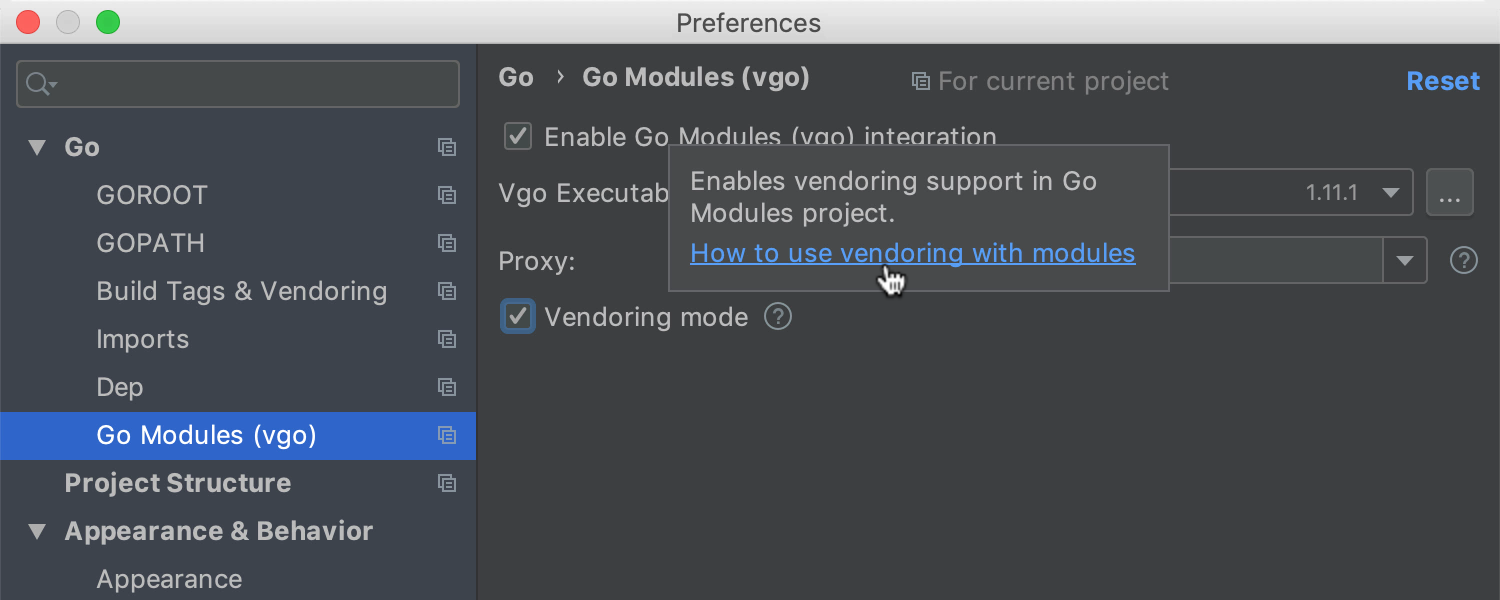 Preferences
Go
GOROOT
GOPATH
Build Tags & Vendoring
Imports
Dep
Go Modules (vgo)
Project Structure
Appearance & Behavior
Appearance
Go › Go Modules (vgo)
For current project
Reset
Enable Go Modules (vgo) integration
Vgo Executab
1.11.1
...
Enables vendoring support in Go
Modules project.
How to use vendoring with modules
Proxy:
?
Vendoring mode ?